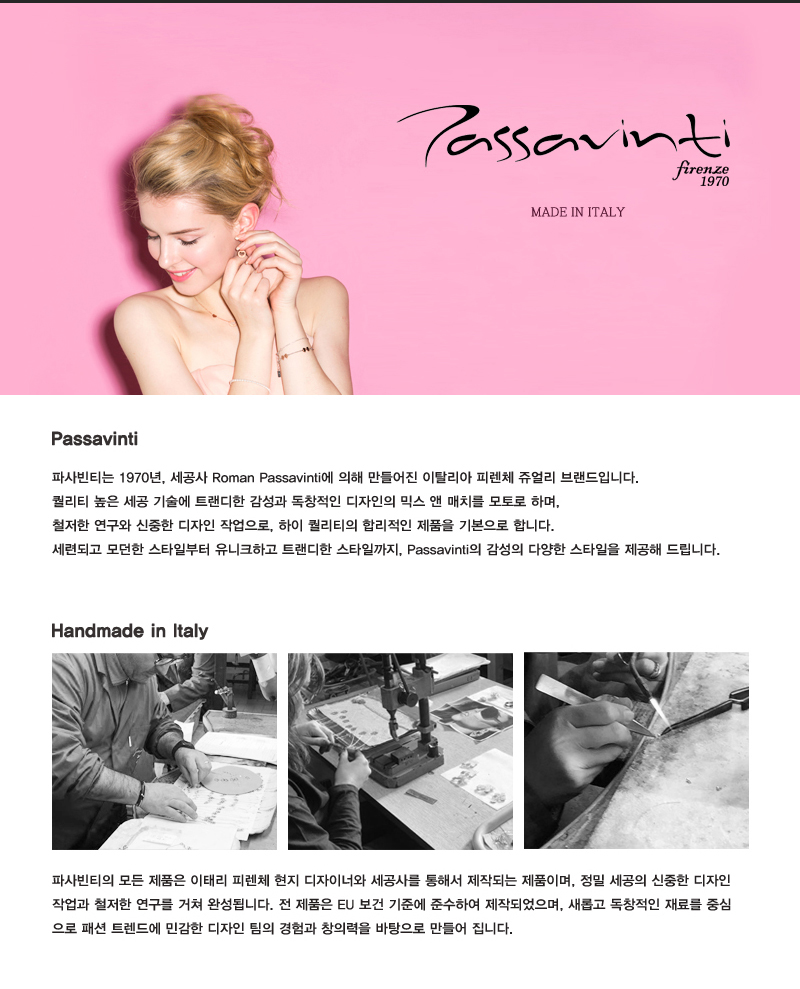 Passavinti
firenze
1970
MADE IN ITALY
Passavinti
파사빈티는 1970년, 세공사 Roman Passavinti에 의해 만들어진 이탈리아 피렌체 쥬얼리 브랜드입니다.
퀄리티 높은 세공 기술에 트랜디한 감성과 독창적인 디자인의 믹스 앤 매치를 모토로 하며,
철저한 연구와 신중한 디자인 작업으로, 하이 퀄리티의 합리적인 제품을 기본으로 합니다.
세련되고 모던한 스타일부터 유니크하고 트랜디한 스타일까지, Passavinti의 감성의 다양한 스타일을 제공해 드립니다.
Handmade in Italy
파사빈티의 모든 제품은 이태리 피렌체 현지 디자이너와 세공사를 통해서 제작되는 제품이며, 정밀 세공의 신중한 디자인
작업과 철저한 연구를 거쳐 완성됩니다. 전 제품은 EU 보건 기준에 준수하여 제작되었으며, 새롭고 독창적인 재료를 중심
으로 패션 트렌드에 민감한 디자인 팀의 경험과 창의력을 바탕으로 만들어 집니다.